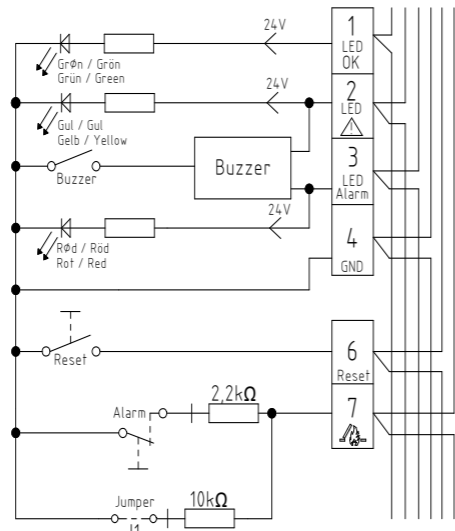 24V
1
LED
OK
GrØn / Grön
Grün / Green
24V
2
LED
Gul / Gul
Gelb / Yellow
Buzzer
Buzzer
3
LED
Alarm
24V
RØd / Röd
Rot / Red
4
GND
6
Reset
Reset
2,2kΩ
Alarm
7
Jumper
J1
10kΩ